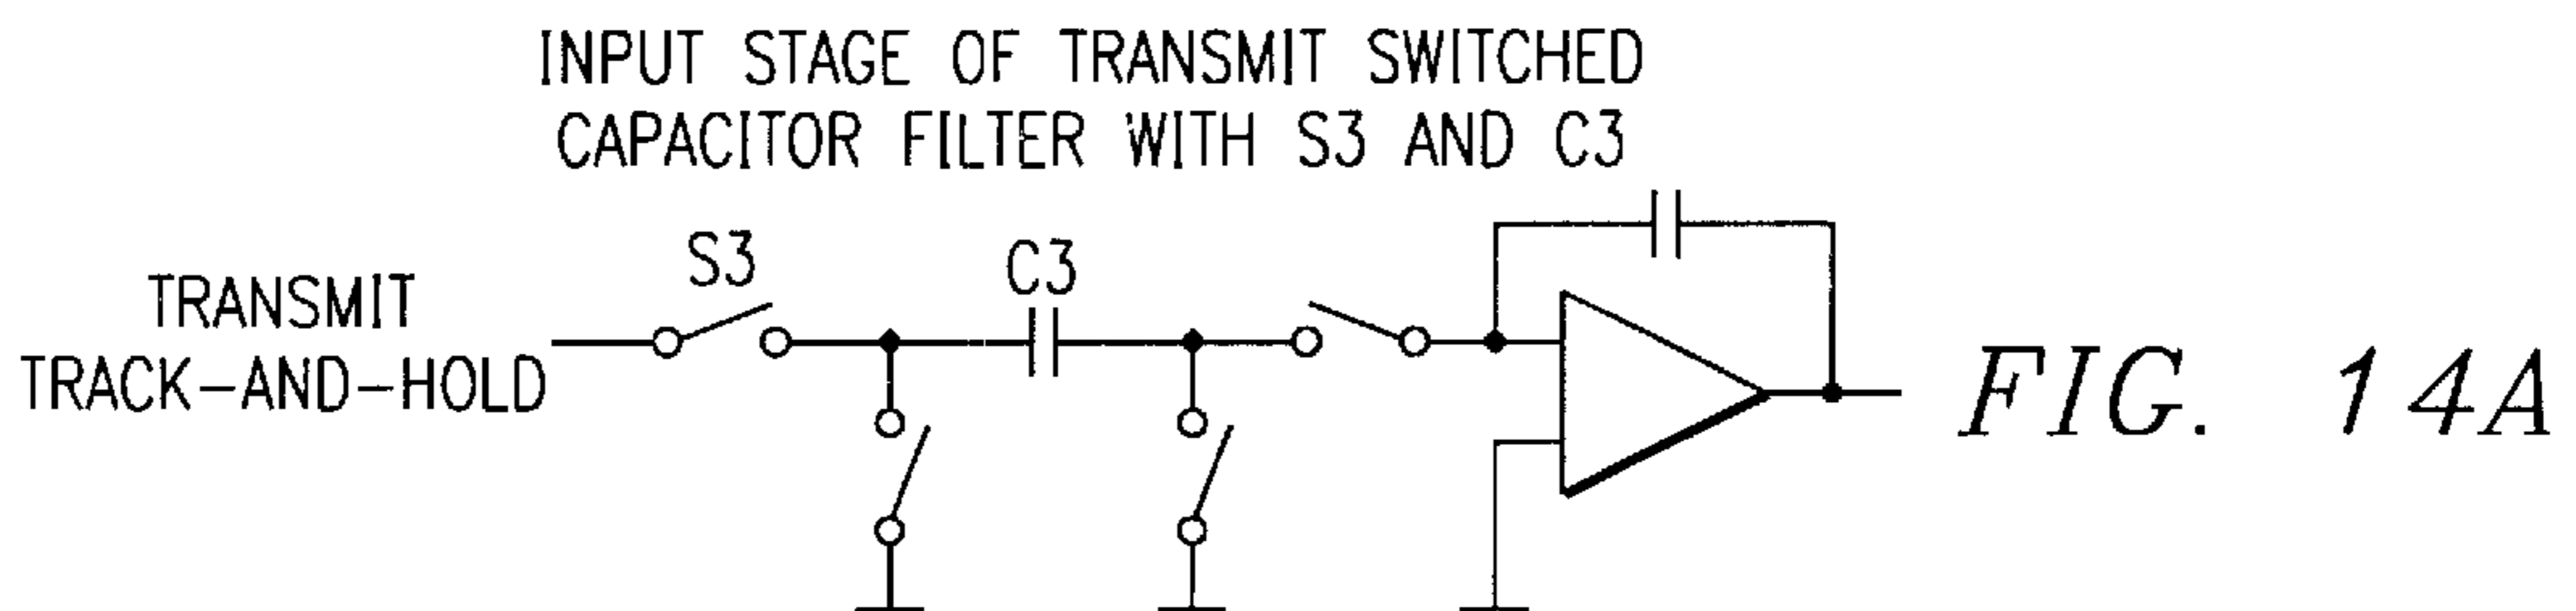 INPUT STAGE OF TRANSMIT SWITCHED
CAPACITOR FILTER WITH S3 AND C3
S3
C3
TRANSMIT
TRACK-AND-HOLD
FIG. 14A